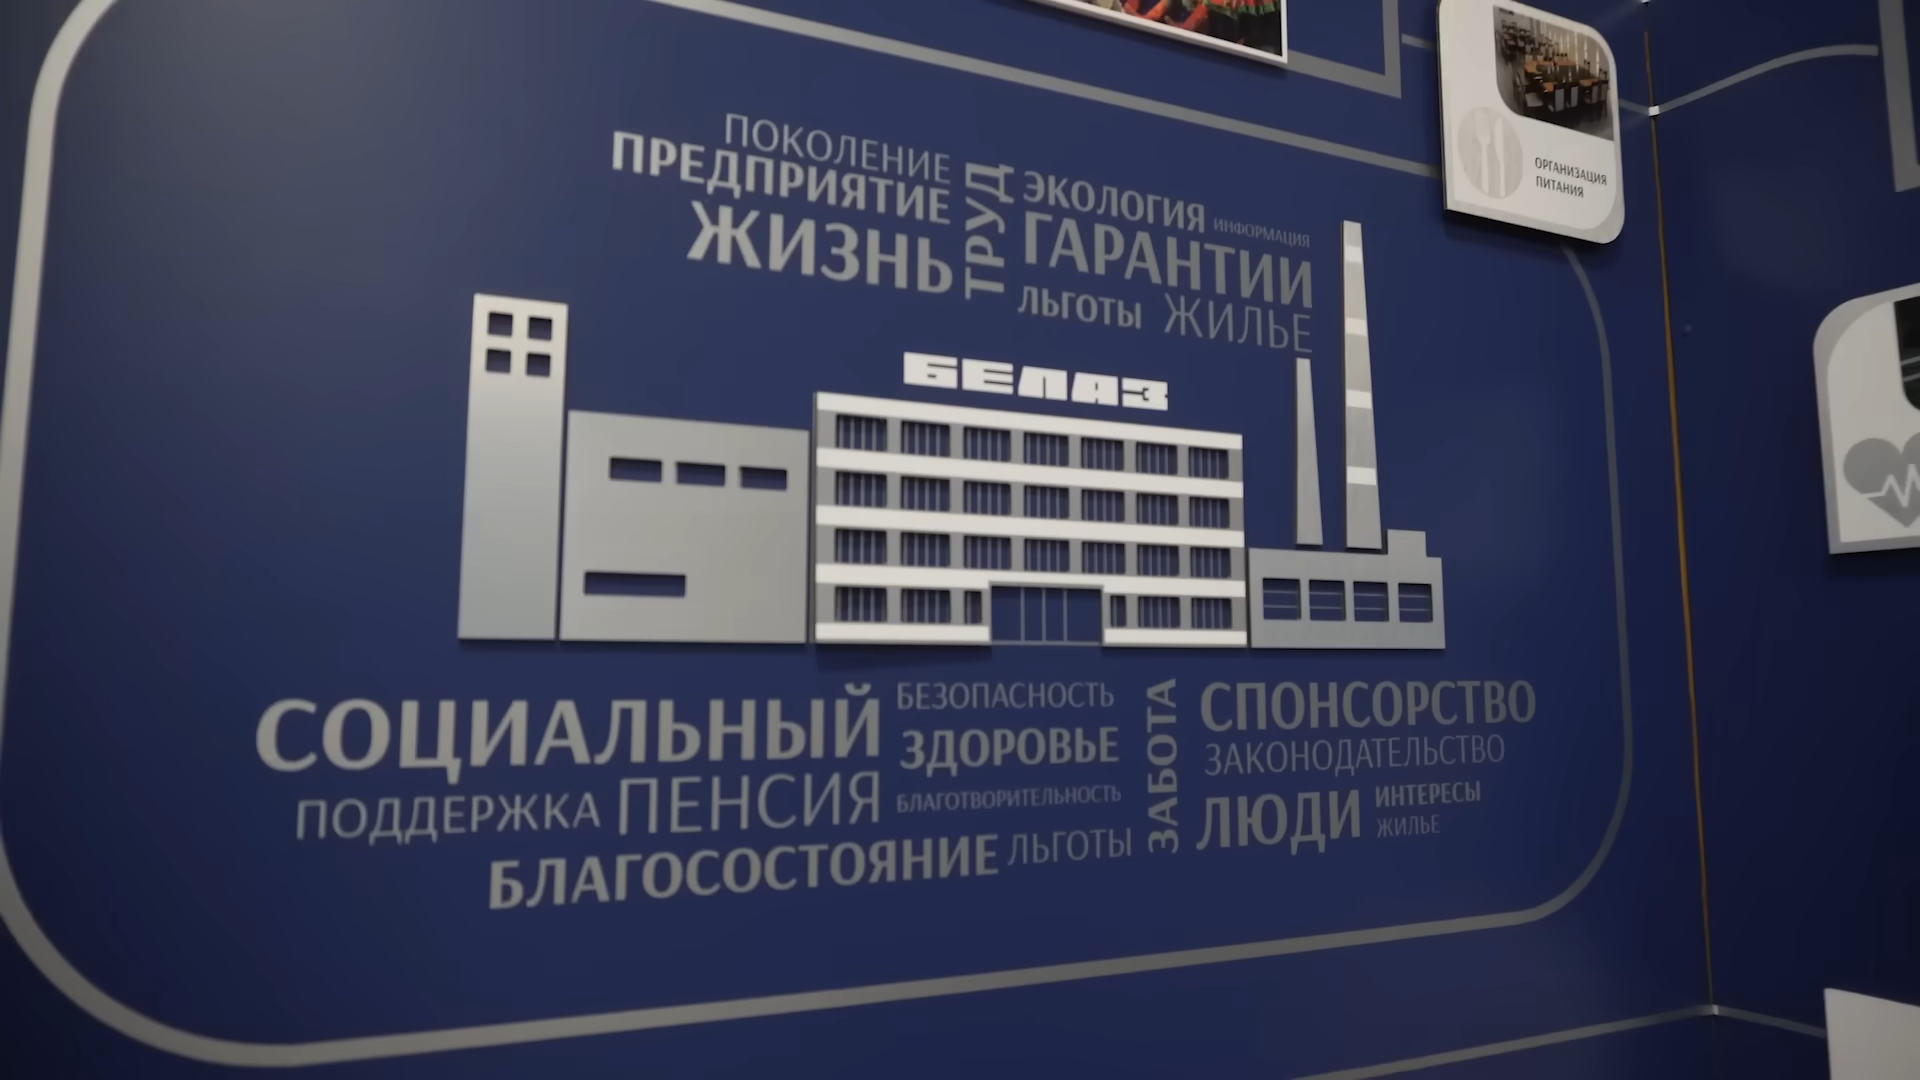 ПОКОЛЕНИЕ
ПРЕДПРИЯТИЕ
ЖИЗНЬ
ТРУД
ЭКОЛОГИЯ
ИНФОРМАЦИЯ
ГАРАНТИИ
ЛЬГОТЫ ЖИЛЬЕ
ОРГАНИЗАЦИЯ
ПИТАНИЯ
БЕЛАЗ
СОЦИАЛЬНЫЙ
ПОДДЕРЖКА ПЕНСИЯ
БЕЗОПАСНОСТЬ
ЗДОРОВЬЕ
БЛАГОТВОРИТЕЛЬНОСТЬ
БЛАГОСОСТОЯНИЕ ЛЬГОТЫ
ЗАБОТА
СПОНСОРСТВО
ЗАКОНОДАТЕЛЬСТВО
ЛЮДИ
ИНТЕРЕСЫ
ЖИЛЬЕ